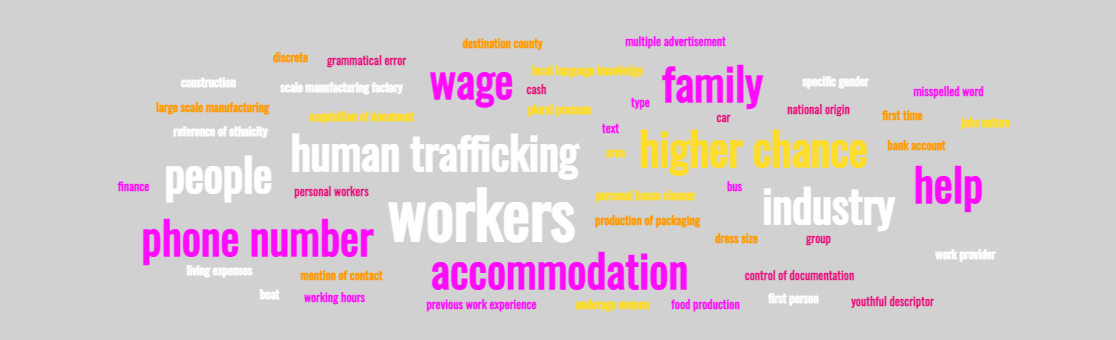 destination county
multiple advertisement
discrete
grammatical error
local language knowledge
wage
family
construction
scale manufacturing factory
cash
specific gender
misspelled word
large scale manufacturing
type
plural pronoun
national origin
acquisition of document
car
first time
jobs nature
reference of ethnicity
text
human trafficking
higher chance
bank account
people
finance
personal workers
bus
help
personal house cleaner
workers
industry
production of packaging
phone number
dress size
group
work provider
living expenses
mention of contact
accommodation
control of documentation
boat
working hours
previous work experience
underage women
food production
first person
youthful descriptor